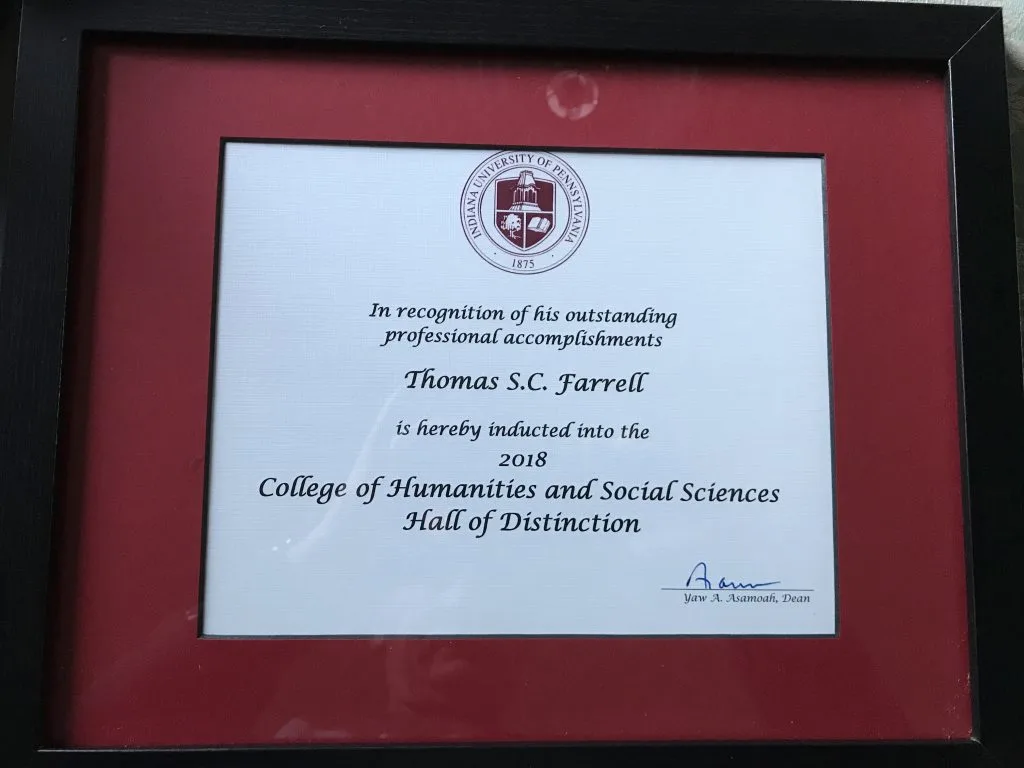 INDIANA UNIVERSITY OF PENNSYLVANIA
1875
In recognition of his outstanding
professional accomplishments
Thomas S.C. Farrell
is hereby inducted into the
2018
College of Humanities and Social Sciences
Hall of Distinction
Yaw A. Asamoah, Dean